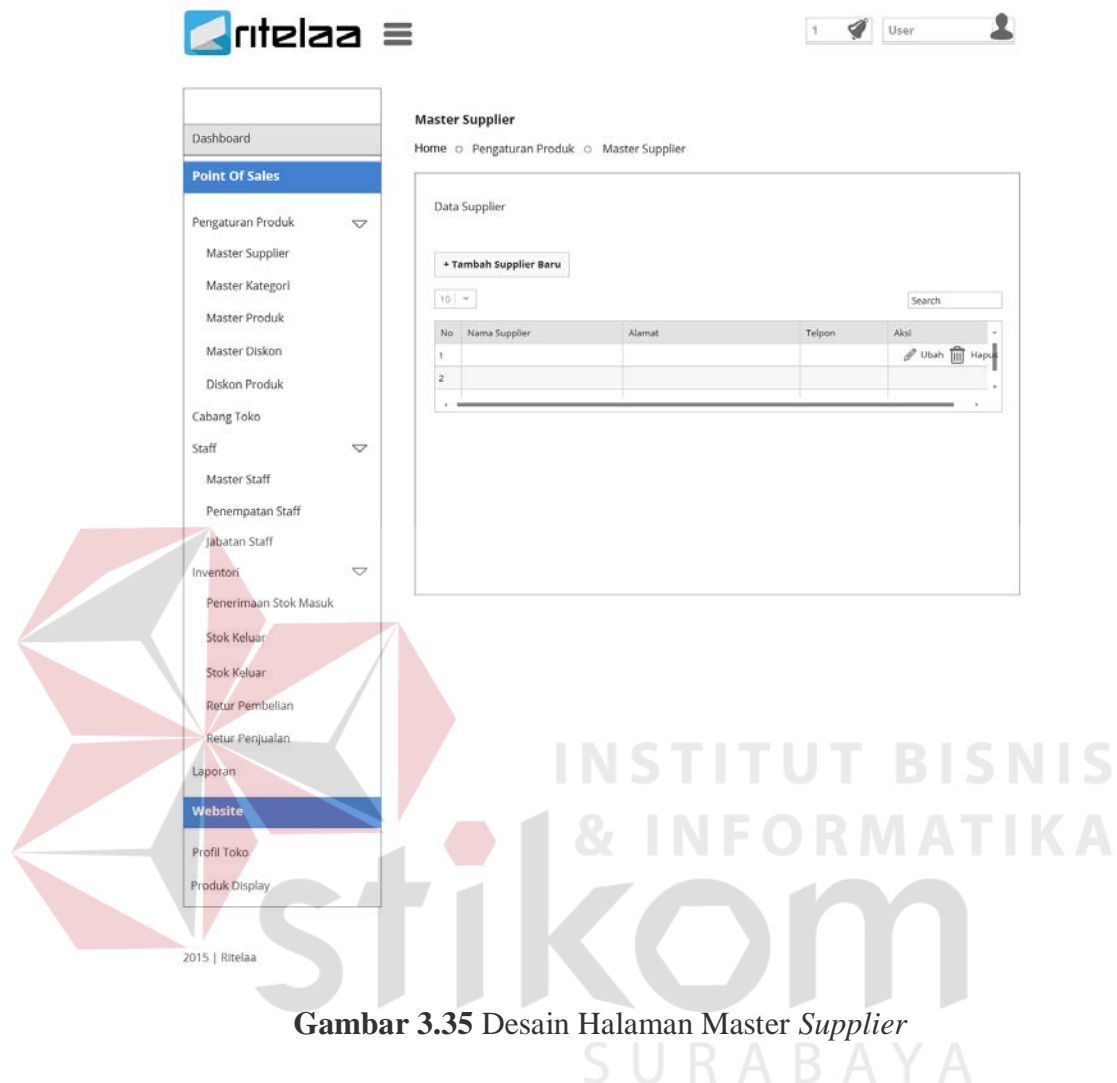 ritelaa
1
User
Dashboard
Point Of Sales
Pengaturan Produk
Master Supplier
Master Kategori
Master Produk
Master Diskon
Diskon Produk
Cabang Toko
Staff
Master Staff
Penempatan Staff
Jabatan Staff
Inventori
Penerimaan Stok Masuk
Stok Keluar
Stok Keluar
Retur Pembelian
Retur Penjualan
Laporan
Website
Profil Toko
Produk Display
Master Supplier
Home ○ Pengaturan Produk ○ Master Supplier
Data Supplier
+ Tambah Supplier Baru
10
Search
No Nama Supplier Alamat Telpon Aksi
1 Ubah Hapus
2
2015 | Ritelaa
INSTITUT BISNIS
& INFORMATIKA
stikom
SURABAYA
Gambar 3.35 Desain Halaman Master Supplier